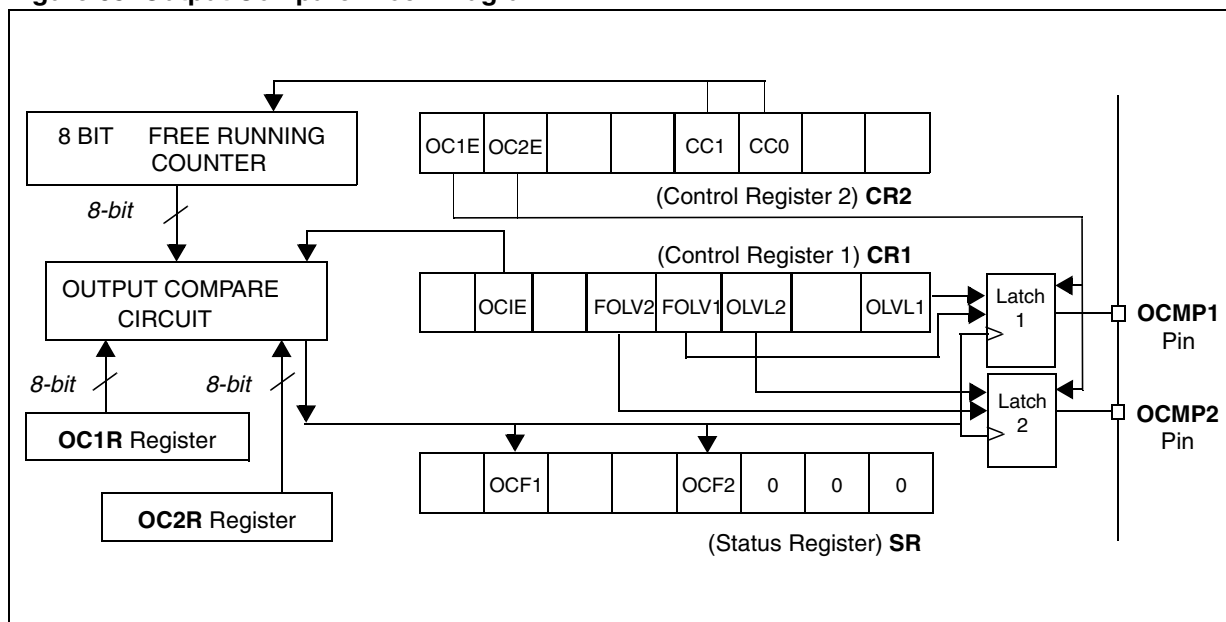 8 BIT FREE RUNNING
COUNTER
8-bit
OUTPUT COMPARE
CIRCUIT
8-bit
8-bit
OC1R Register
OC2R Register
OC1E OC2E CC1 CC0
(Control Register 2) CR2
(Control Register 1) CR1
OCIE FOLV2 FOLV1 OLVL2 OLVL1
OCF1 OCF2 0 0 0
(Status Register) SR
Latch
1
Latch
2
OCMP1
Pin
OCMP2
Pin